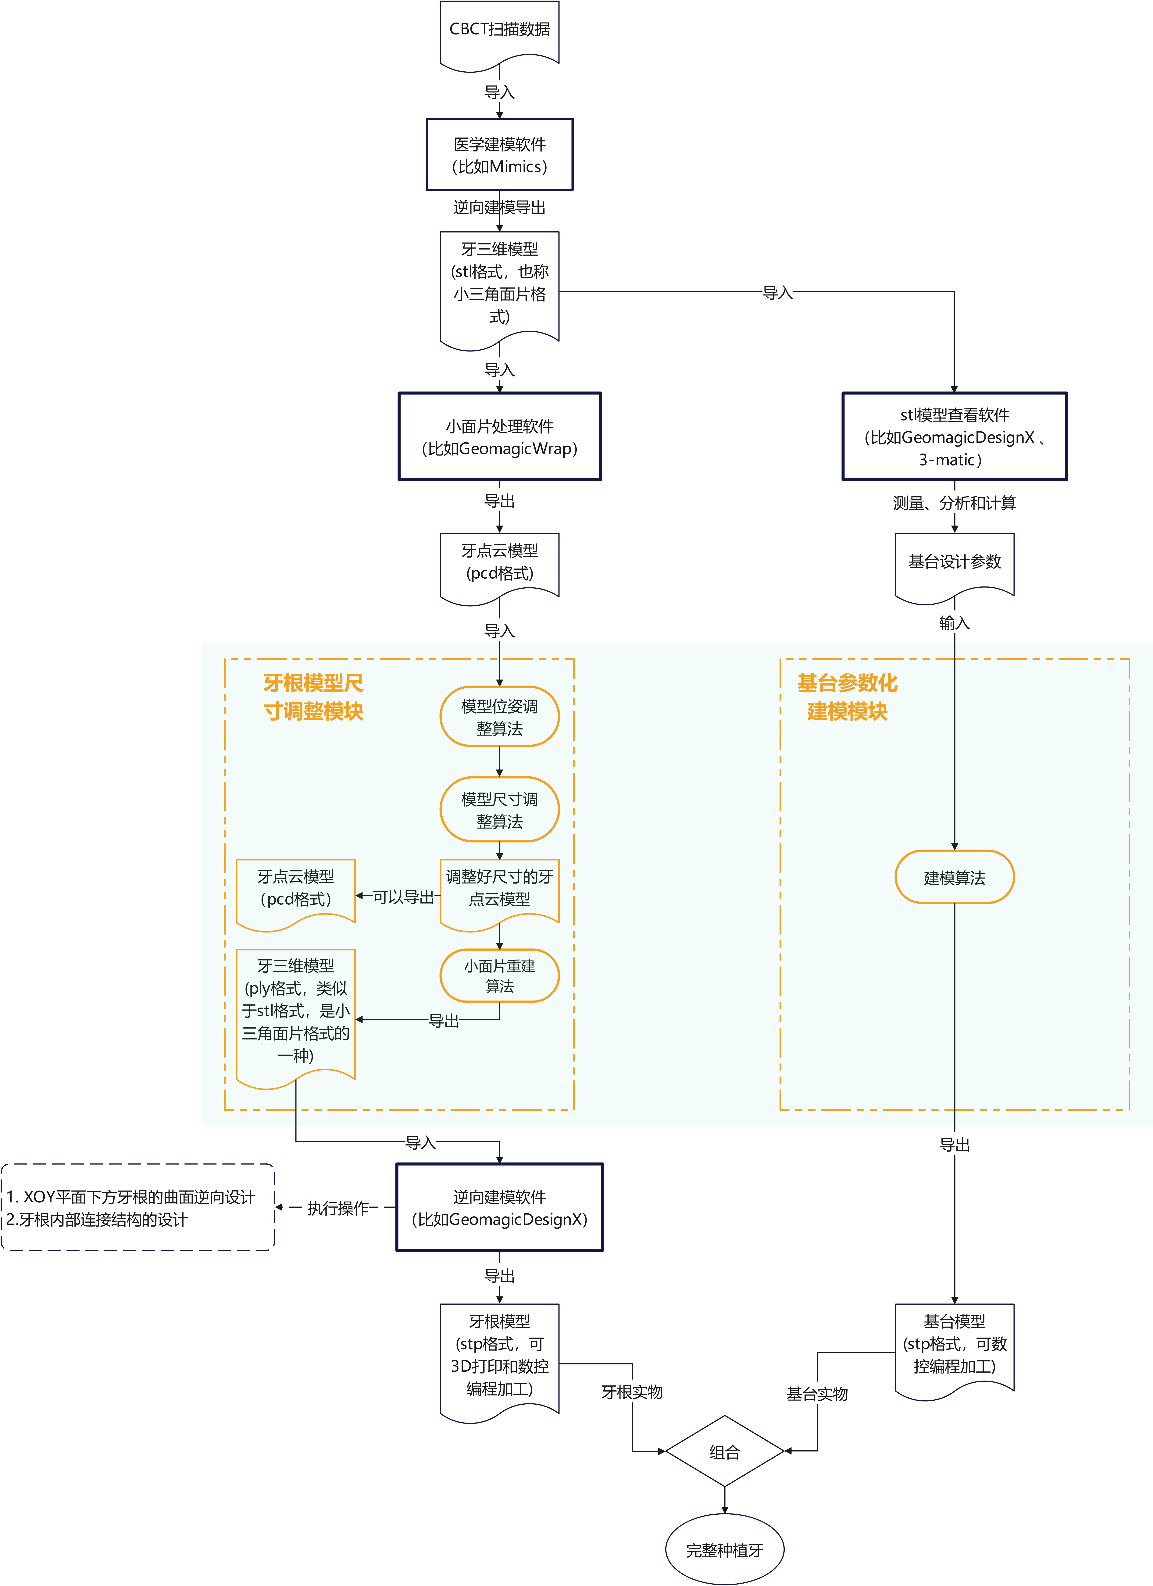 CBCT扫描数据
导入
医学建模软件
（比如Mimics）
逆向建模导出
牙三维模型
(stl格式，也称
小三角面片格
式)
导入
导入
小面片处理软件
（比如GeomagicWrap）
stl模型查看软件
（比如GeomagicDesignX 、
3-matic）
导出
测量、分析和计算
牙点云模型
(pcd格式)
基台设计参数
导入
输入
牙根模型尺
寸调整模块
基台参数化
建模模块
模型位姿调
整算法
模型尺寸调
整算法
牙点云模型
（pcd格式）
可以导出
调整好尺寸的牙
点云模型
建模算法
牙三维模型
(ply格式，类似
于stl格式，是小
三角面片格式的
一种)
小面片重建
算法
导出
导入
导出
1. XOY平面下方牙根的曲面逆向设计
2.牙根内部连接结构的设计
执行操作
逆向建模软件
（比如GeomagicDesignX)
导出
牙根模型
(stp格式，可
3D打印和数控
编程加工)
基台模型
(stp格式，可数
控编程加工)
牙根实物
基台实物
组合
完整种植牙